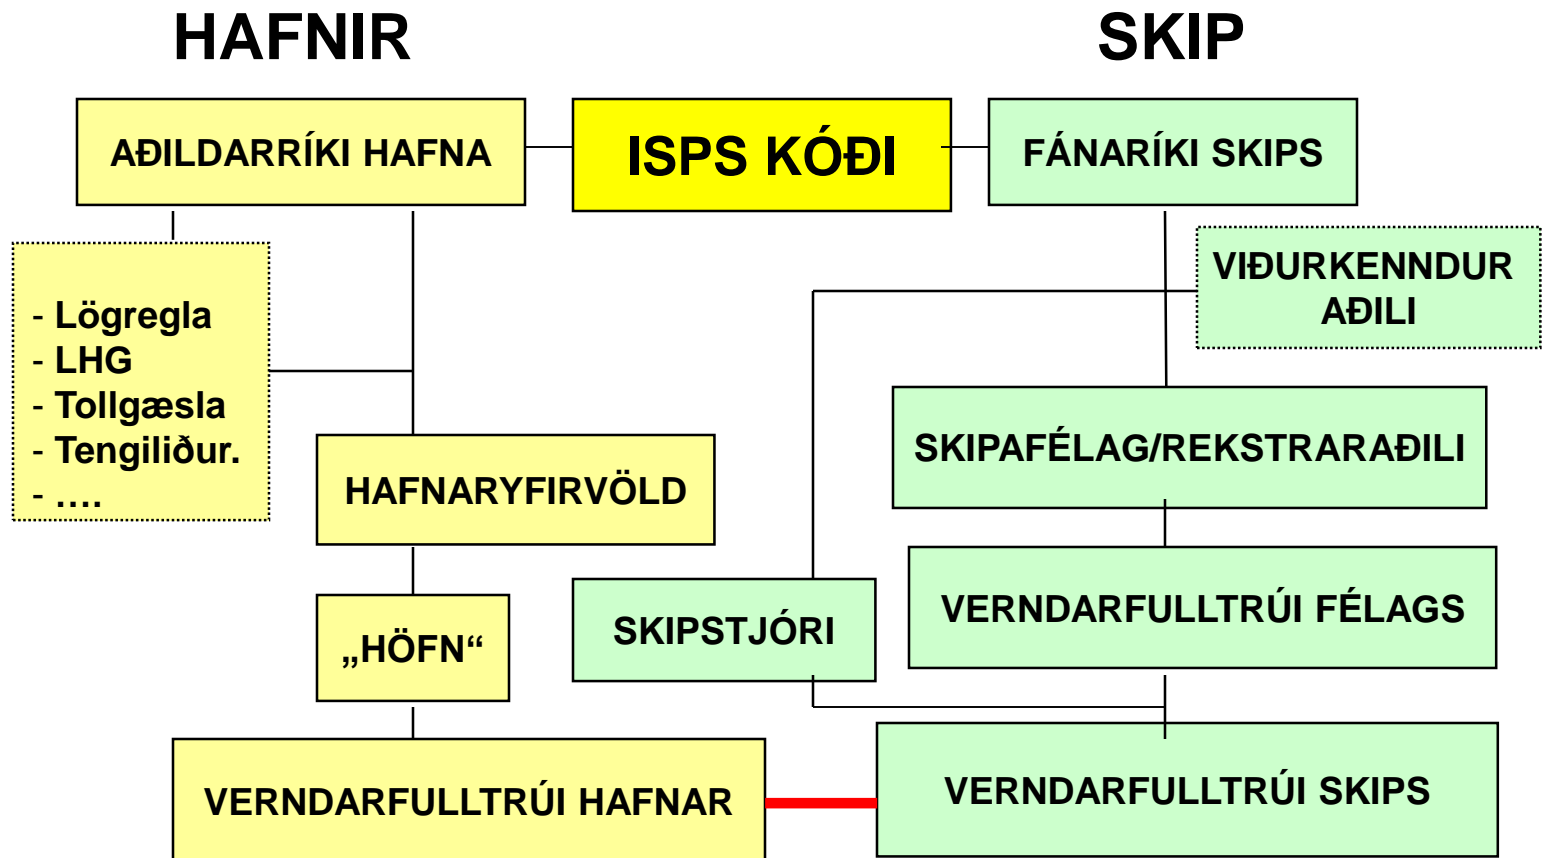 HAFNIR
SKIP
AÐILDARRÍKI HAFNA
ISPS KÓÐI
FÁNARÍKI SKIPS
VIÐURKENNDUR
AÐILI
- Lögregla
- LHG
- Tollgæsla
- Tengiliður.
- ....
SKIPAFÉLAG/REKSTRARAÐILI
HAFNARYFIRVÖLD
VERNDARFULLTRÚI FÉLAGS
SKIPSTJÓRI
„HÖFN“
VERNDARFULLTRÚI HAFNAR
VERNDARFULLTRÚI SKIPS